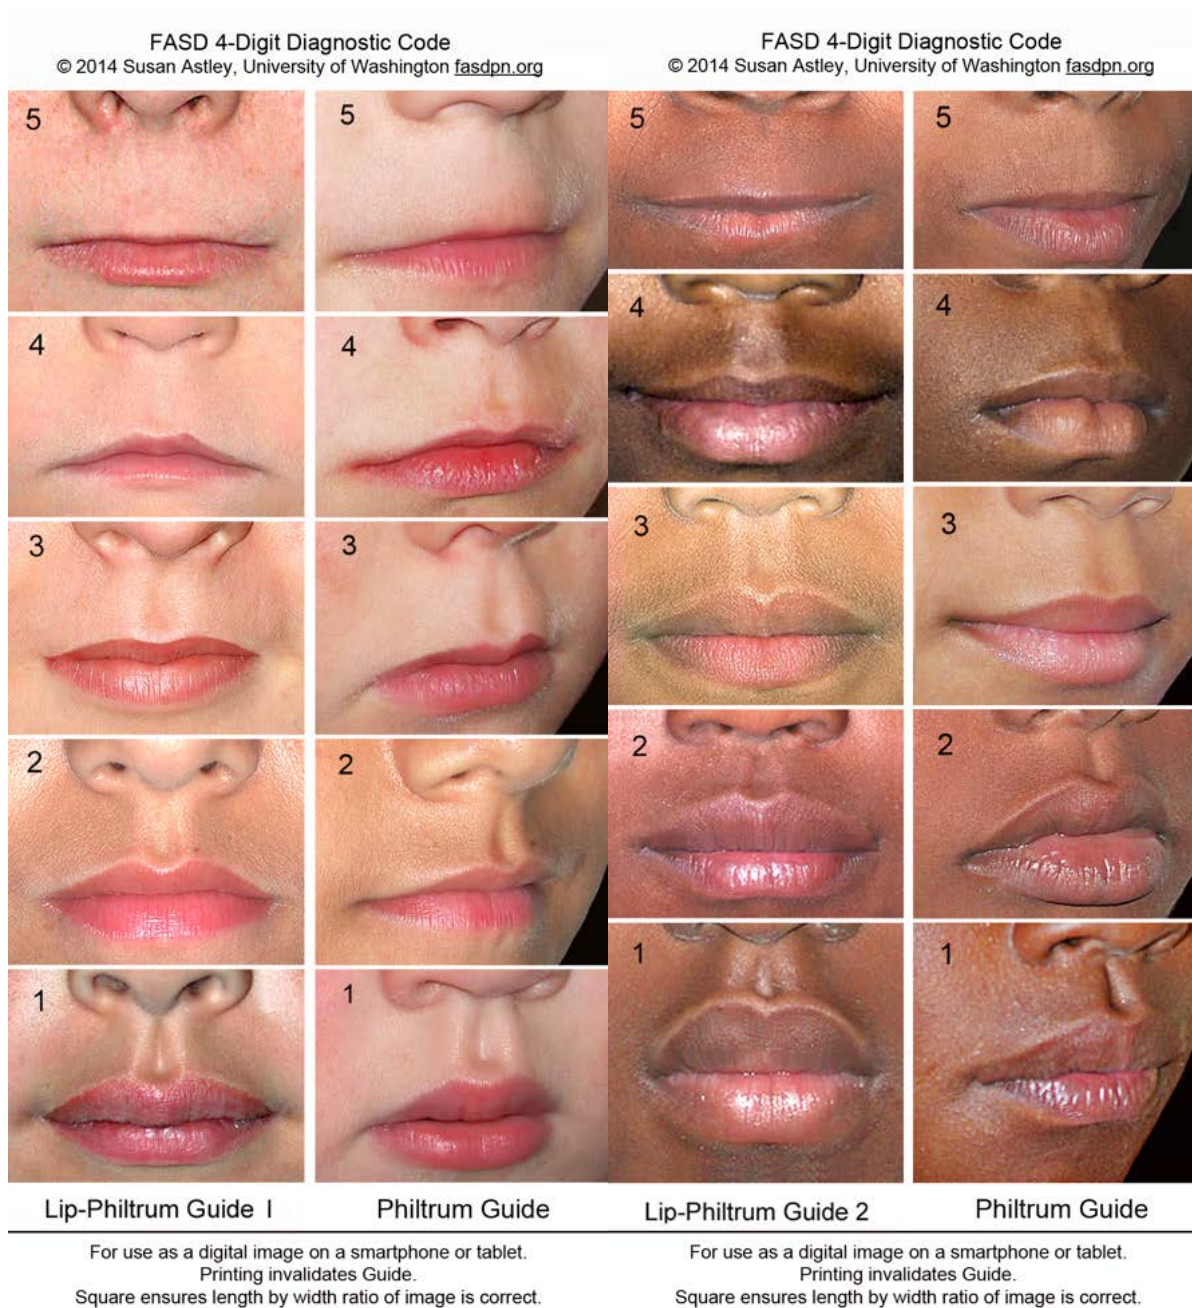 FASD 4-Digit Diagnostic Code
© 2014 Susan Astley, University of Washington fasdpn.org
5
5
4
4
3
3
2
2
1
1
Lip-Philtrum Guide 1
Philtrum Guide
For use as a digital image on a smartphone or tablet.
Printing invalidates Guide.
Square ensures length by width ratio of image is correct.
FASD 4-Digit Diagnostic Code
© 2014 Susan Astley, University of Washington fasdpn.org
5
5
4
4
3
3
2
2
1
1
Lip-Philtrum Guide 2
Philtrum Guide
For use as a digital image on a smartphone or tablet.
Printing invalidates Guide.
Square ensures length by width ratio of image is correct.